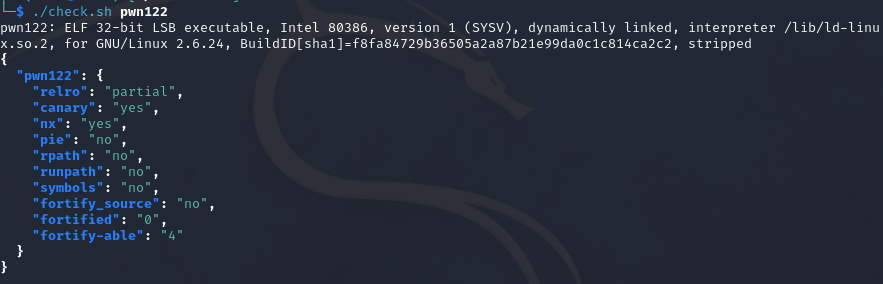 └─$ ./check.sh pwn122
pwn122: ELF 32-bit LSB executable, Intel 80386, version 1 (SYSV), dynamically linked, interpreter /lib/ld-linu
x.so.2, for GNU/Linux 2.6.24, BuildID[sha1]=f8fa84729b36505a2a87b21e99da0c1c814ca2c2, stripped
{
  "pwn122": {
    "relro": "partial",
    "canary": "yes",
    "nx": "yes",
    "pie": "no",
    "rpath": "no",
    "runpath": "no",
    "symbols": "no",
    "fortify_source": "no",
    "fortified": "0",
    "fortify-able": "4"
  }
}